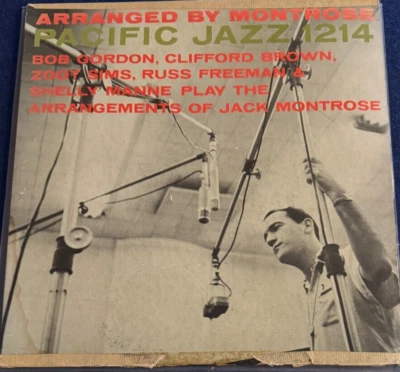 ARRANGED BY MONTROSE
PACIFIC JAZZ 1214
BOB GORDON, CLIFFORD BROWN,
ZOOT SIMS, RUSS FREEMAN &
SHELLY MANNE PLAY THE
ARRANGEMENTS OF JACK MONTROSE